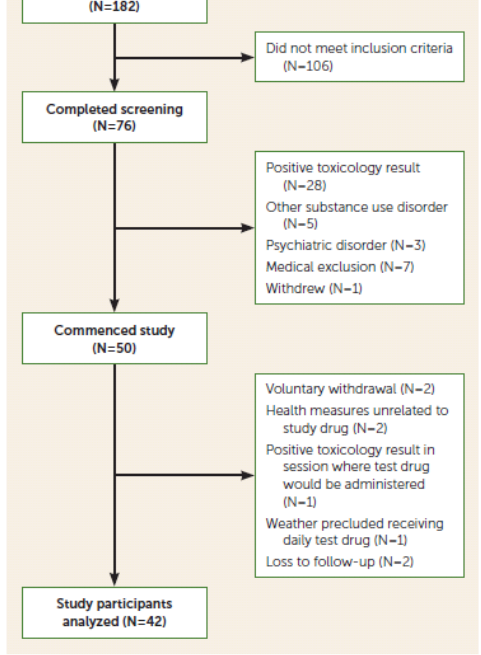 (N=182)
Did not meet inclusion criteria
(N=106)
Completed screening
(N=76)
Positive toxicology result
(N=28)
Other substance use disorder
(N=5)
Psychiatric disorder (N=3)
Medical exclusion (N=7)
Withdrew (N=1)
Commenced study
(N=50)
Voluntary withdrawal (N=2)
Health measures unrelated to
study drug (N=2)
Positive toxicology result in
session where test drug
would be administered
(N=1)
Weather precluded receiving
daily test drug (N=1)
Loss to follow-up (N=2)
Study participants
analyzed (N=42)